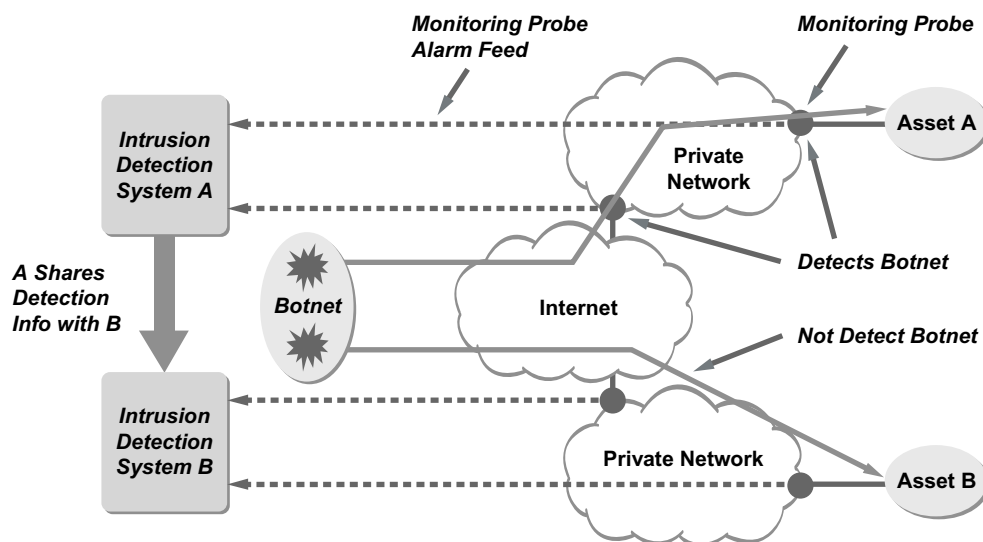 Monitoring Probe
Alarm Feed
Monitoring Probe
Intrusion
Detection
System A
Asset A
Private
Network
A Shares
Detection
Info with B
Botnet
Internet
Detects Botnet
Not Detect Botnet
Intrusion
Detection
System B
Private Network
Asset B